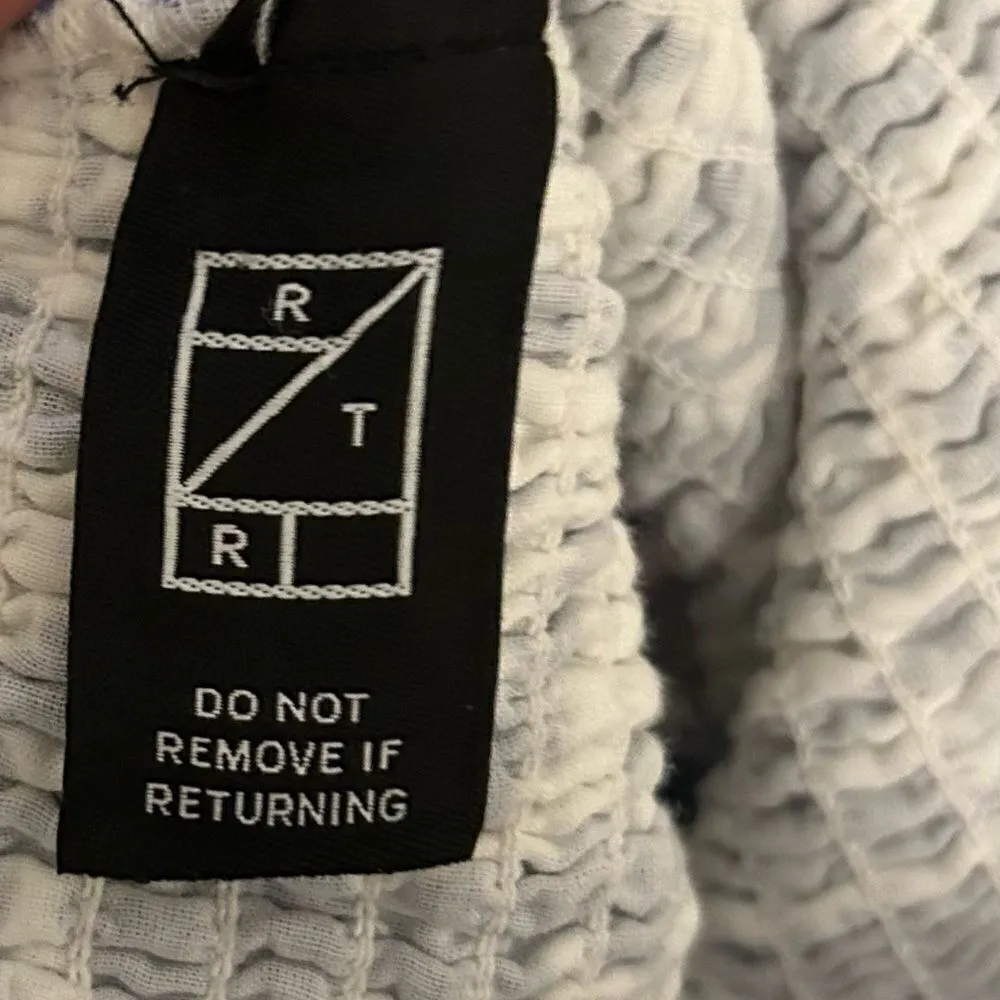 R
T
R
DO NOT
REMOVE IF
RETURNING